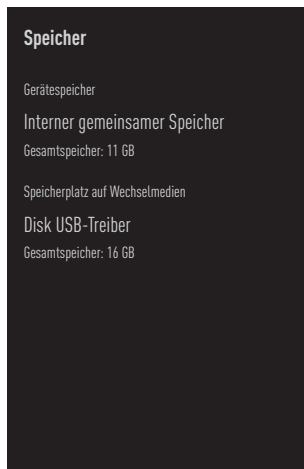 Speicher
Gerätespeicher
Interner gemeinsamer Speicher
Gesamtspeicher: 11 GB
Speicherplatz auf Wechselmedien
Disk USB-Treiber
Gesamtspeicher: 16 GB